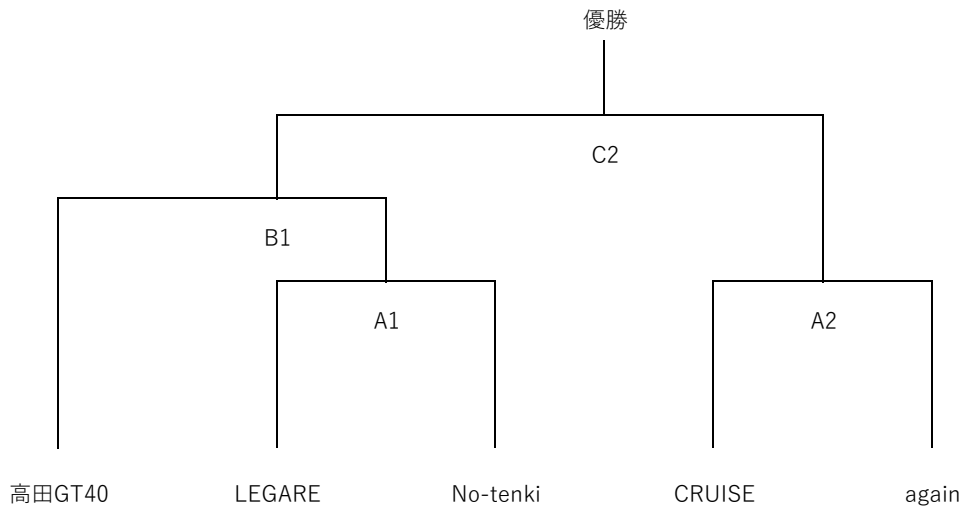 優勝
C2
B1
A1
A2
高田GT40
LEGARE
No-tenki
CRUISE
again